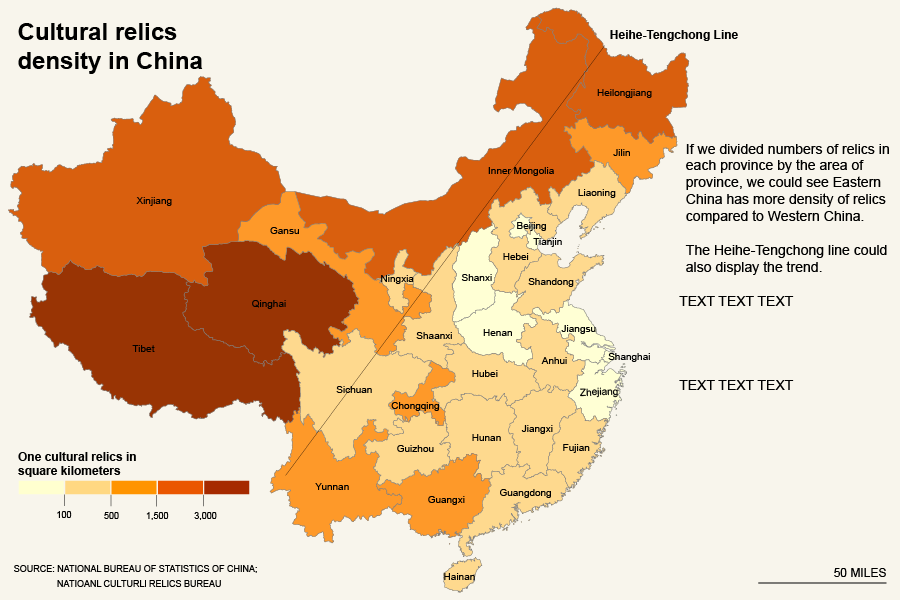 Cultural relics
density in China
Heihe-Tengchong Line
Heilongjiang
Jilin
Inner Mongolia
Liaoning
Xinjiang
Gansu
Beijing
Tianjin
Hebei
Ningxia
Shanxi
Shandong
Qinghai
Shaanxi
Henan
Jiangsu
Tibet
Shanghai
Anhui
Hubei
Sichuan
Zhejiang
Chongqing
Jiangxi
Hunan
Guizhou
Fujian
Yunnan
Guangxi
Guangdong
Hainan
If we divided numbers of relics in
each province by the area of
province, we could see Eastern
China has more density of relics
compared to Western China.
The Heihe-Tengchong line could
also display the trend.
TEXT TEXT TEXT
TEXT TEXT TEXT
One cultural relics in
square kilometers
100 500 1,500 3,000
SOURCE: NATIONAL BUREAU OF STATISTICS OF CHINA;
NATIOANL CULTURLI RELICS BUREAU
50 MILES